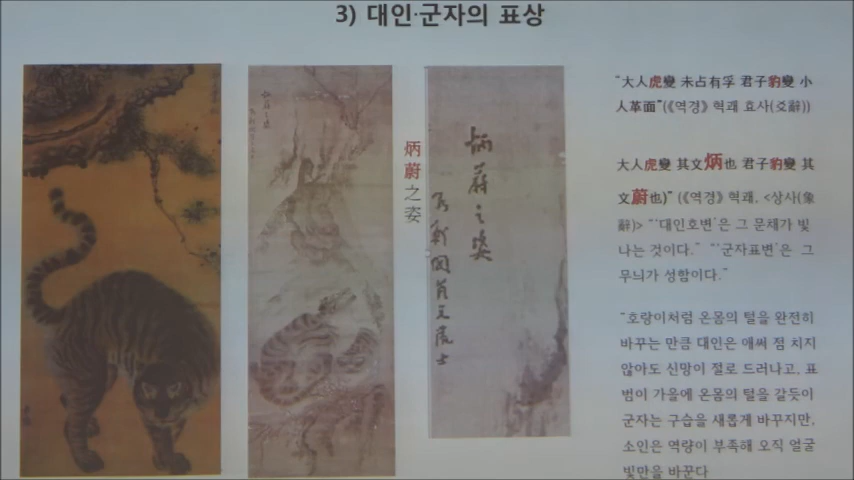 3) 대인·군자의 표상
炳蔚之姿
炳蔚之姿
"大人虎變 未占有孚 君子豹變 小
人革面"(《역경》 혁괘 효사(爻辭))
大人虎變 其文炳也 君子豹變 其
文蔚也)" (《역경》 혁괘, <상사(象
辭)> "'대인호변'은 그 문채가 빛
나는 것이다." "'군자표변'은 그
무늬가 성함이다."
"호랑이처럼 온몸의 털을 완전히
바꾸는 만큼 대인은 애써 점 치지
않아도 신망이 절로 드러나고, 표
범이 가을에 온몸의 털을 갈듯이
군자는 구습을 새롭게 바꾸지만,
소인은 역량이 부족해 오직 얼굴
빛만을 바꾼다